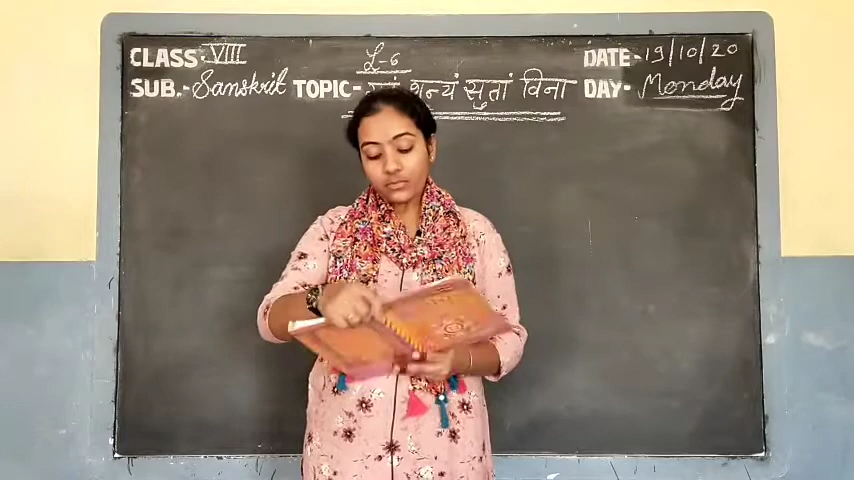 CLASS.- VIII L-6 DATE.- 19/10/20
SUB.- Sanskrit TOPIC.- शून्यं सुतां विना DAY.- Monday